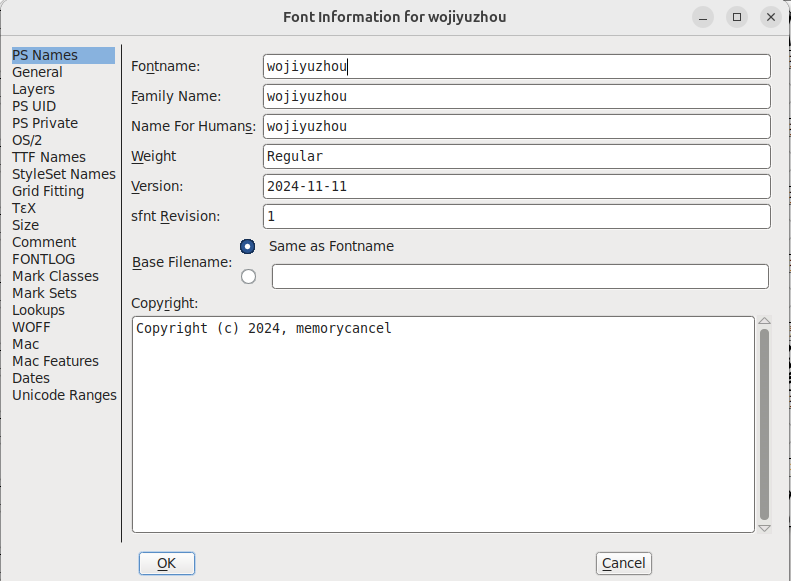 Font Information for wojiyuzhou
PS Names
General
Layers
PS UID
PS Private
OS/2
TTF Names
StyleSet Names
Grid Fitting
ΤεΧ
Size
Comment
FONTLOG
Mark Classes
Mark Sets
Lookups
WOFF
Mac
Mac Features
Dates
Unicode Ranges
Fontname: wojiyuzhou
Family Name: wojiyuzhou
Name For Humans: wojiyuzhou
Weight Regular
Version: 2024-11-11
sfnt Revision: 1
Base Filename: Same as Fontname
Copyright:
Copyright (c) 2024, memorycancel
OK Cancel